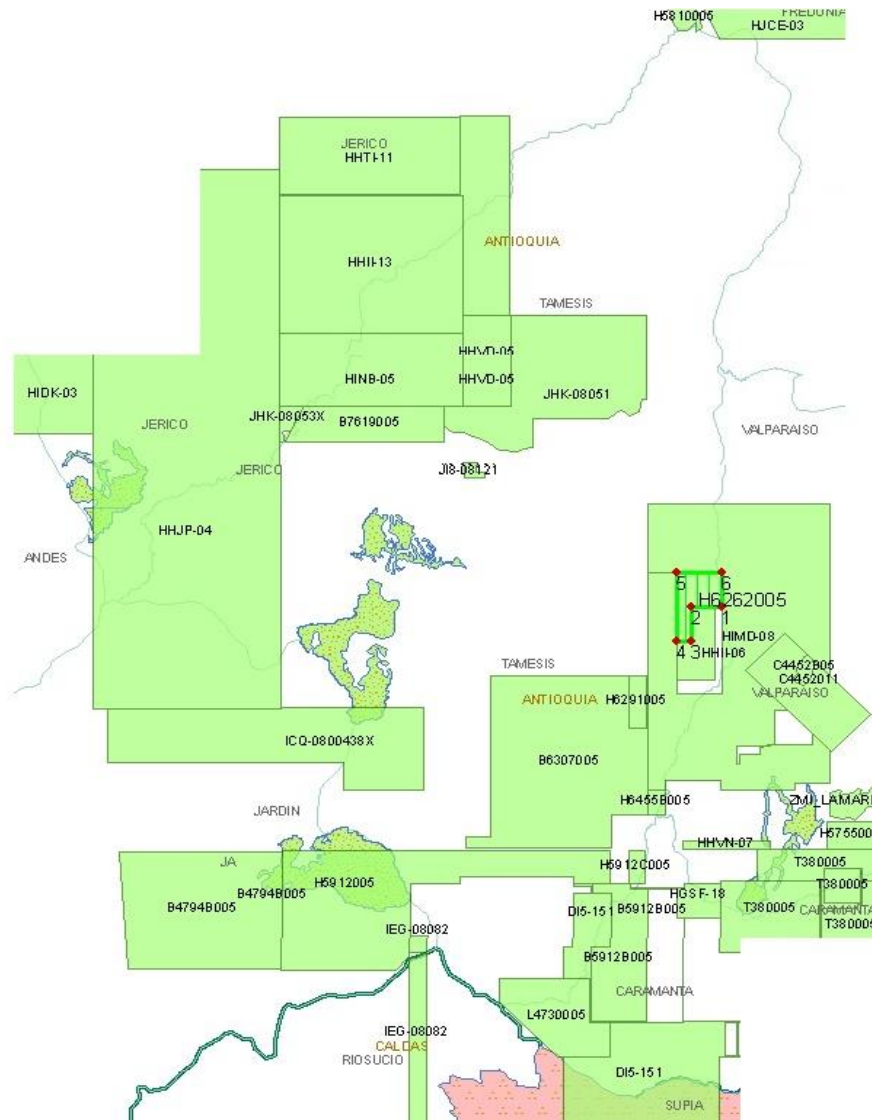 H5810005
FREDONIA
HJCE-03
JERICO
HHTI-11
ANTIOQUIA
HHII-13
TAMESIS
HHVD-05
HINB-05
HHVD-05
HIDK-03
JHK-08051
JHK-08053X
B7619005
JERICO
VALPARAISO
JERICO
JI8-08121
HHJP-04
ANDES
5
6
H6262005
2
1
HIMD-08
4
3
HHII-06
TAMESIS
C4452B05
C4452011
VALPARAISO
ANTIOQUIA
H6291005
ICQ-0800438X
B6307005
H6455B005
JARDIN
HHVN-07
JA
H5912C005
T380005
B4794B005
H5912005
T380005
B4794B005
HGSF-18
DI5-151
B5912B005
T380005
CARAMANTA
IEG-08082
T380005
B5912B005
CARAMANTA
L4730005
IEG-08082
CALDAS
RIOSUCIO
DI5-151
SUPIA